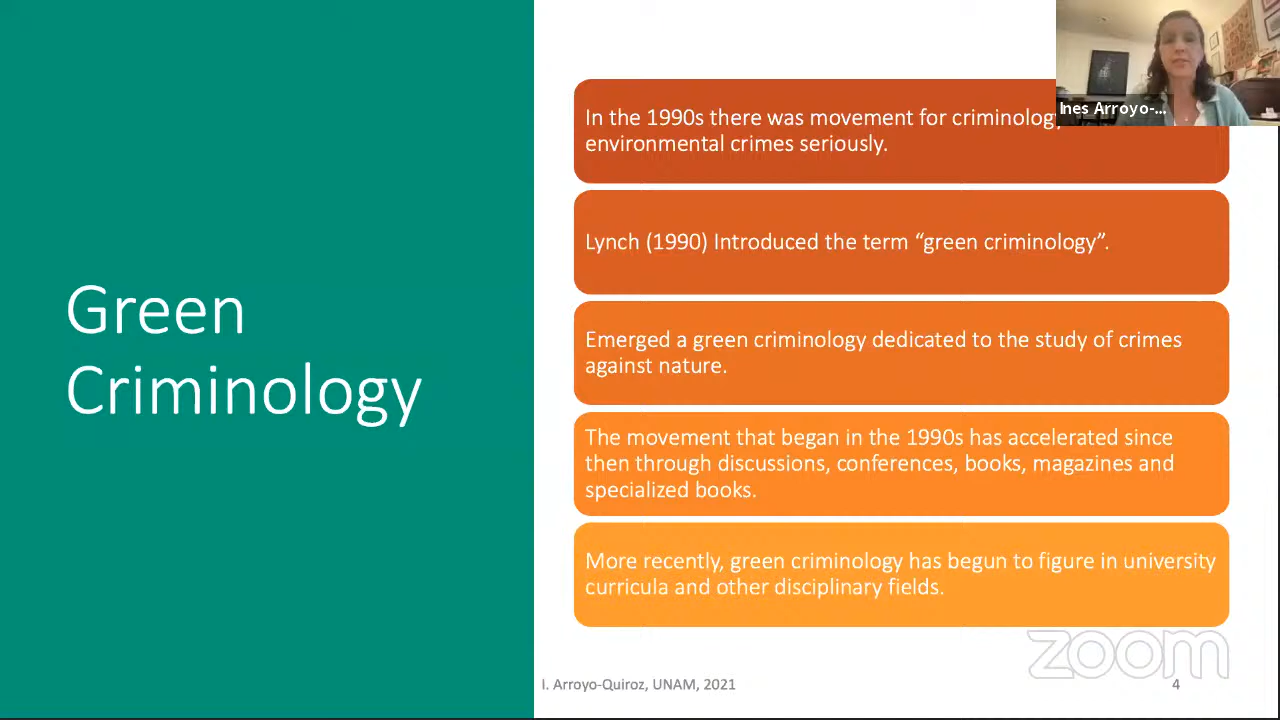 Green
Criminology
In the 1990s there was movement for criminology
environmental crimes seriously.
Lynch (1990) Introduced the term “green criminology”.
Emerged a green criminology dedicated to the study of crimes
against nature.
The movement that began in the 1990s has accelerated since
then through discussions, conferences, books, magazines and
specialized books.
More recently, green criminology has begun to figure in university
curricula and other disciplinary fields.
Ines Arroyo-...
zoom
I. Arroyo-Quiroz, UNAM, 2021
4